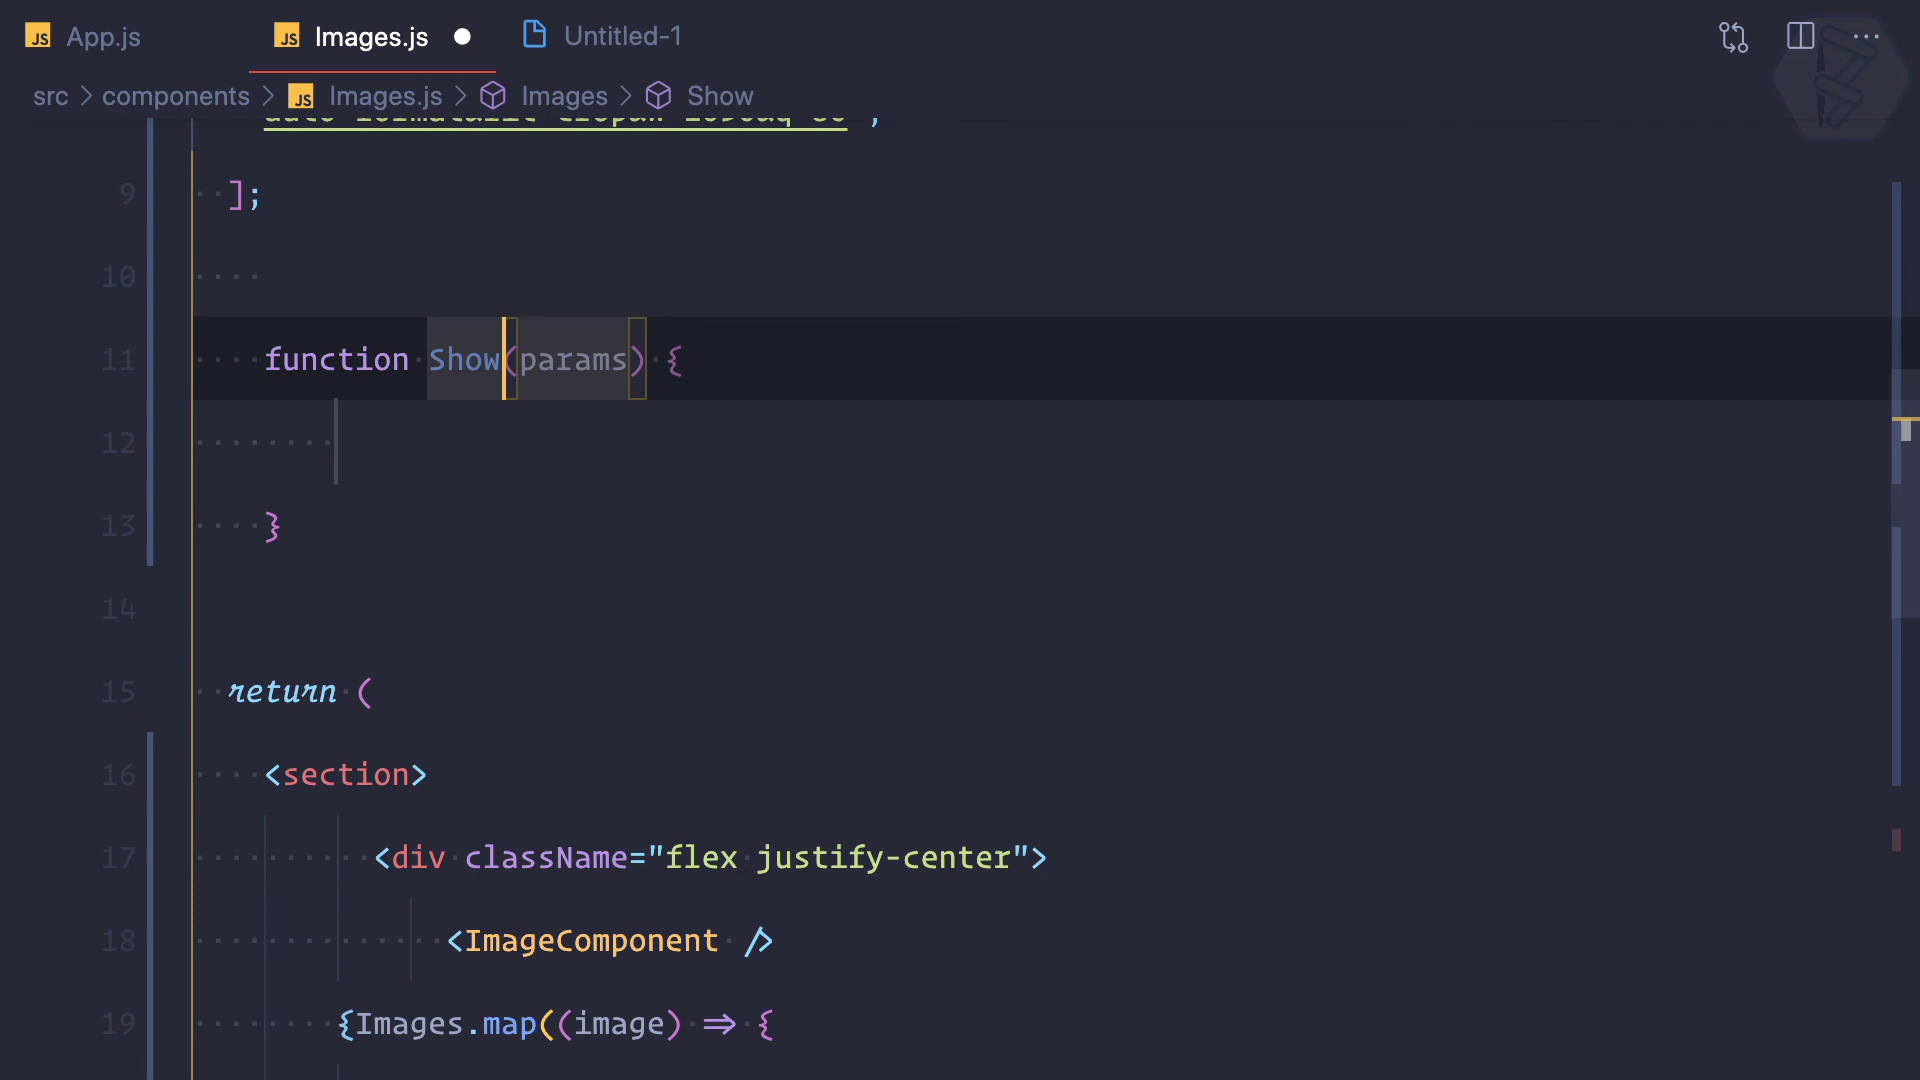 JS App.js
JS Images.js
Untitled-1
src > components > JS Images.js > Images > Show
9 ];
10
11 function Show(params) {
12
13 }
14
15 return (
16 <section>
17 <div className="flex justify-center">
18 <ImageComponent />
19 {Images.map((image) => {